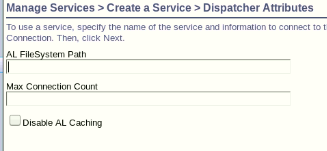 Manage Services > Create a Service > Dispatcher Attributes
To use a service, specify the name of the service and information to connect to t
Connection. Then, click Next.
AL FileSystem Path
Max Connection Count
Disable AL Caching